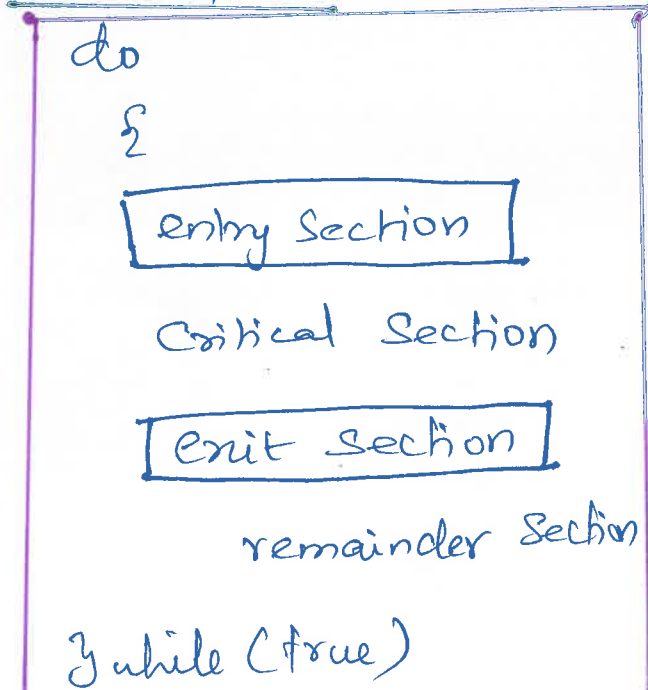 do
{
entry Section
Critical Section
exit section
remainder Section
} while (true)